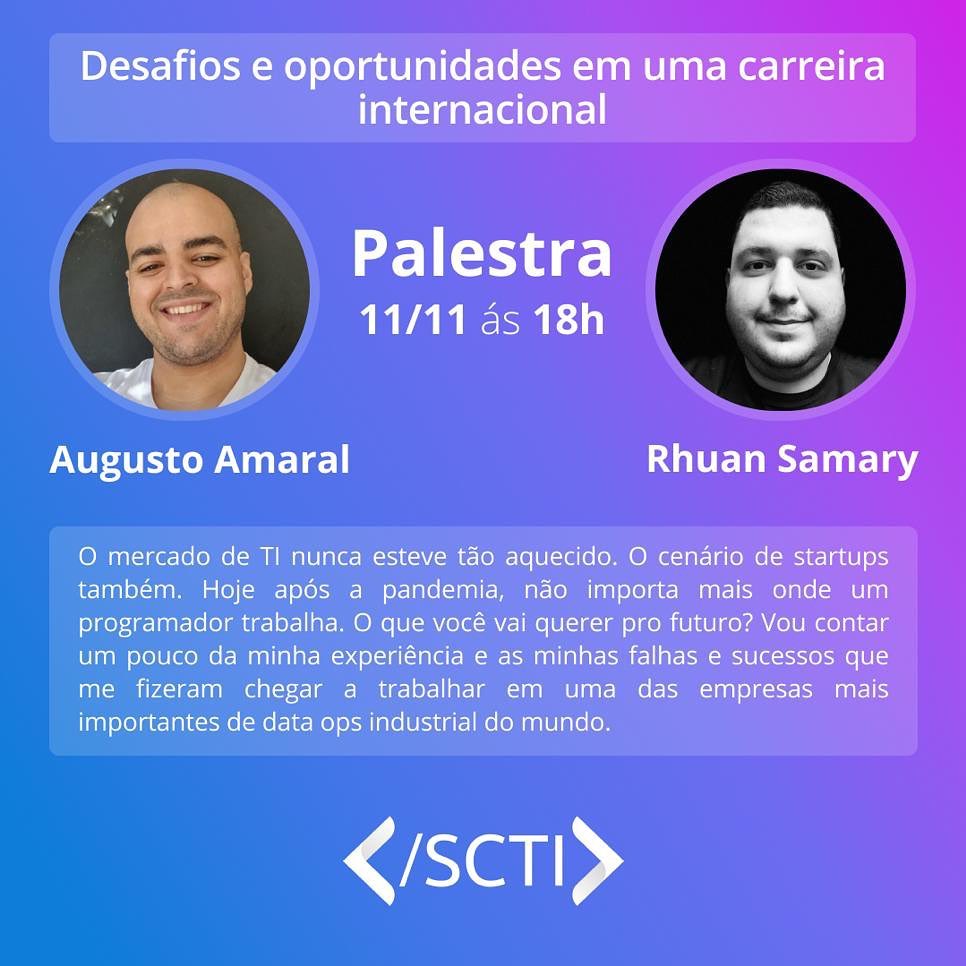 Desafios e oportunidades em uma carreira
internacional
Palestra
11/11 ás 18h
Augusto Amaral
Rhuan Samary
O mercado de TI nunca esteve tão aquecido. O cenário de startups
também. Hoje após a pandemia, não importa mais onde um
programador trabalha. O que você vai querer pro futuro? Vou contar
um pouco da minha experiência e as minhas falhas e sucessos que
me fizeram chegar a trabalhar em uma das empresas mais
importantes de data ops industrial do mundo.
</SCTI>